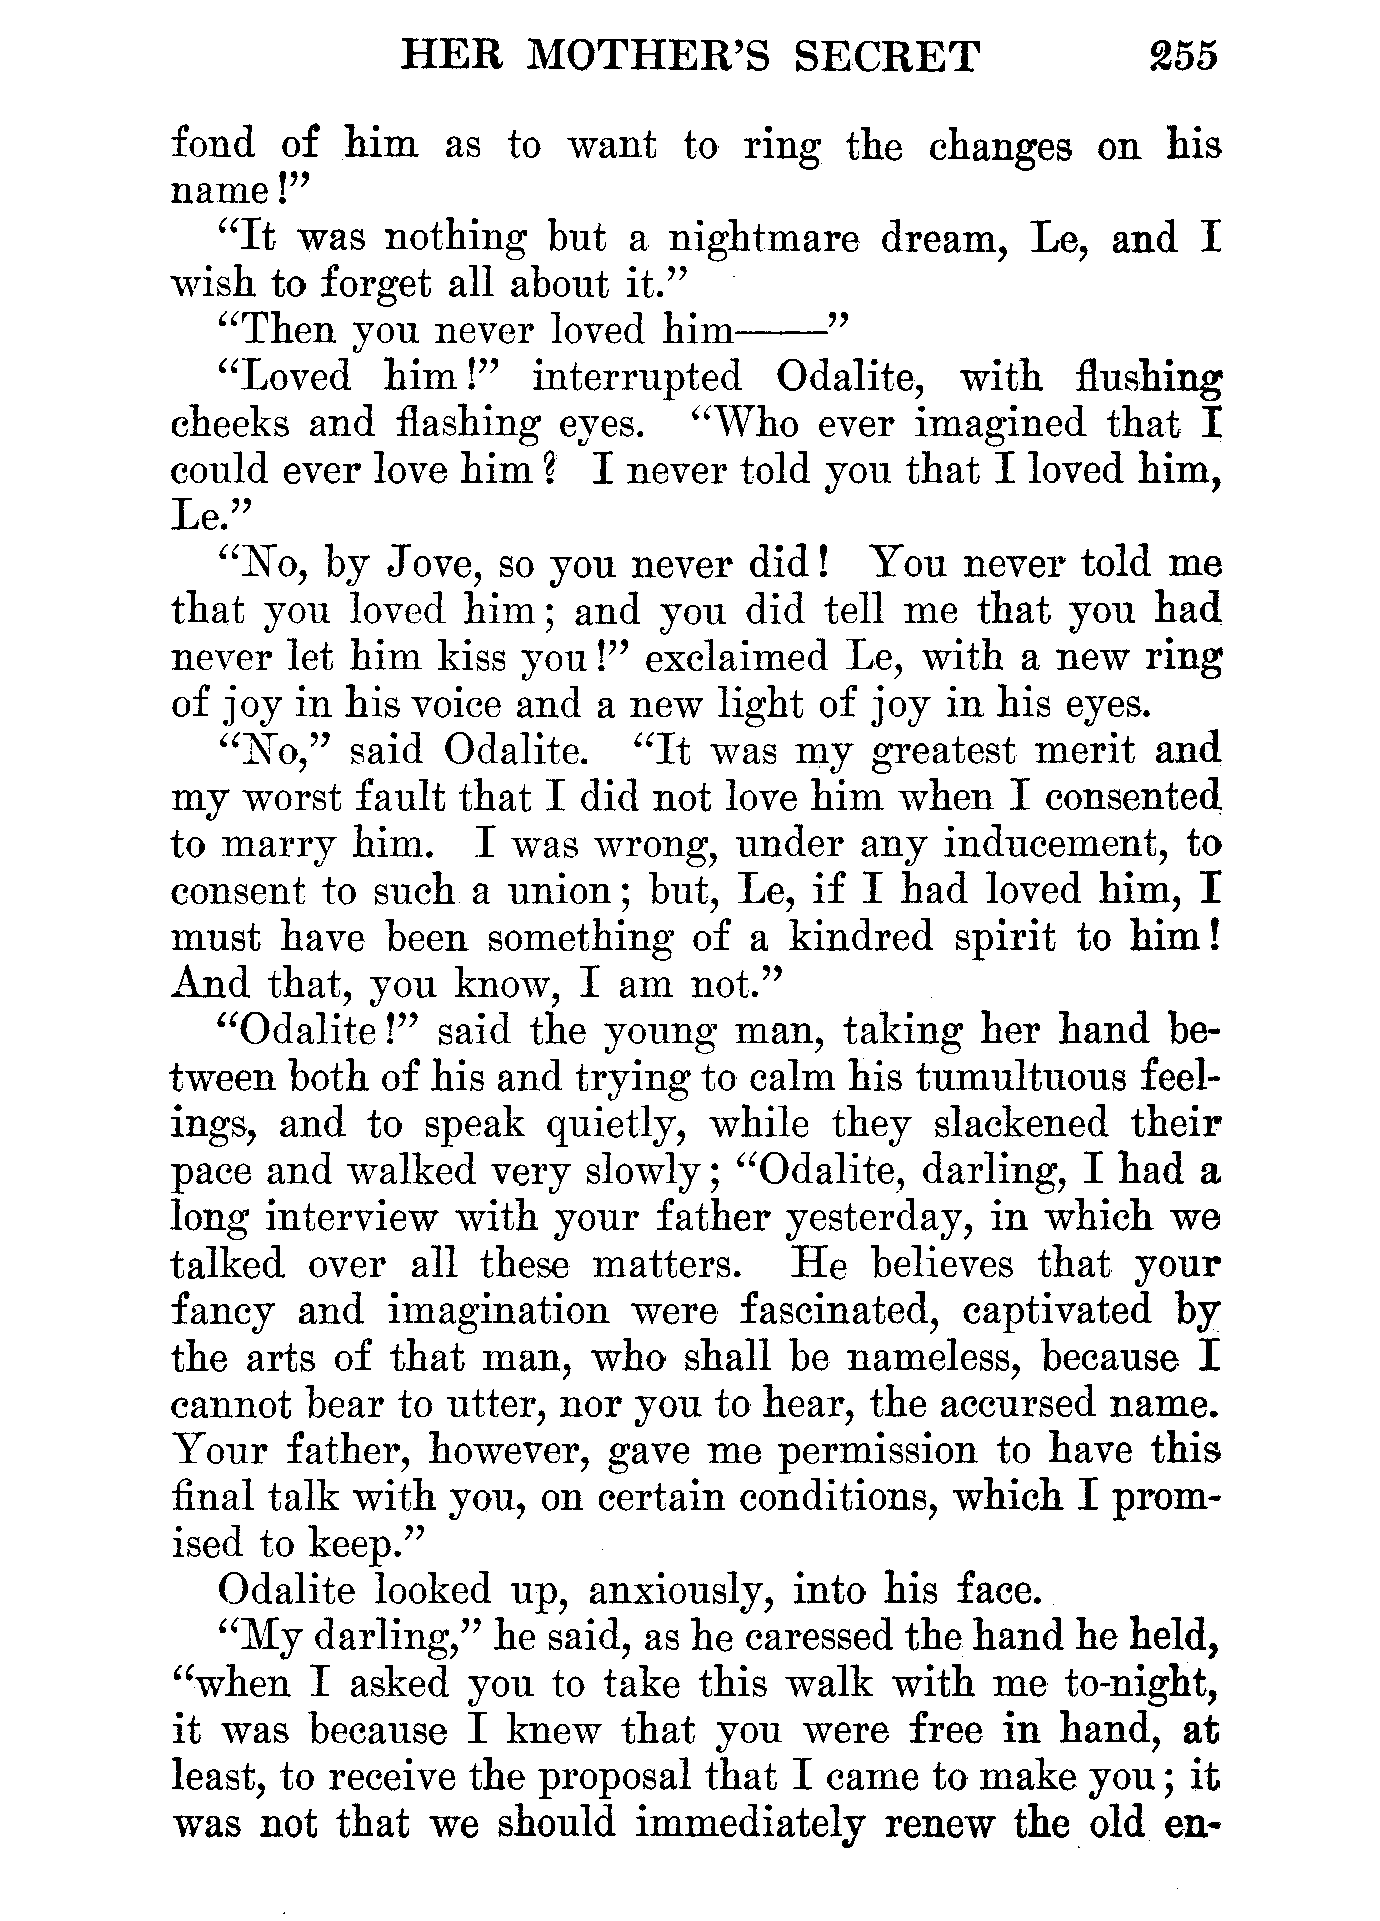 HER MOTHER'S SECRET 255
fond of him as to want to ring the changes on his
name!"
"It was nothing but a nightmare dream, Le, and I
wish to forget all about it."
"Then you never loved him——"
"Loved him!" interrupted Odalite, with flushing
cheeks and flashing eyes. "Who ever imagined that I
could ever love him? I never told you that I loved him,
Le."
"No, by Jove, so you never did! You never told me
that you loved him; and you did tell me that you had
never let him kiss you!" exclaimed Le, with a new ring
of joy in his voice and a new light of joy in his eyes.
"No," said Odalite. "It was my greatest merit and
my worst fault that I did not love him when I consented
to marry him. I was wrong, under any inducement, to
consent to such a union; but, Le, if I had loved him, I
must have been something of a kindred spirit to him!
And that, you know, I am not."
"Odalite!" said the young man, taking her hand be-
tween both of his and trying to calm his tumultuous feel-
ings, and to speak quietly, while they slackened their
pace and walked very slowly; "Odalite, darling, I had a
long interview with your father yesterday, in which we
talked over all these matters. He believes that your
fancy and imagination were fascinated, captivated by
the arts of that man, who shall be nameless, because I
cannot bear to utter, nor you to hear, the accursed name.
Your father, however, gave me permission to have this
final talk with you, on certain conditions, which I prom-
ised to keep."
Odalite looked up, anxiously, into his face.
"My darling," he said, as he caressed the hand he held,
"when I asked you to take this walk with me to-night,
it was because I knew that you were free in hand, at
least, to receive the proposal that I came to make you; it
was not that we should immediately renew the old en-